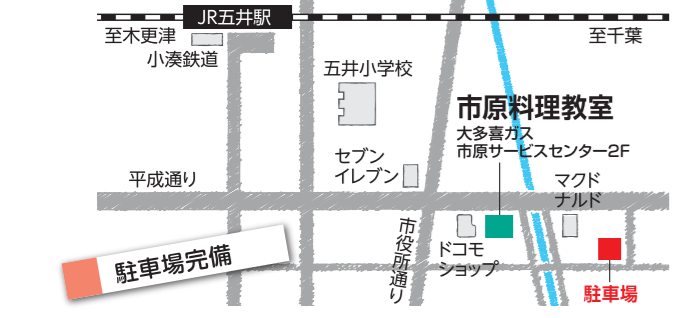 JR五井駅
至木更津
至千葉
小湊鉄道
五井小学校
市原料理教室
大多喜ガス
市原サービスセンター2F
セブン
イレブン
平成通り
マクド
ナルド
市役所通り
ドコモ
ショップ
駐車場完備
駐車場